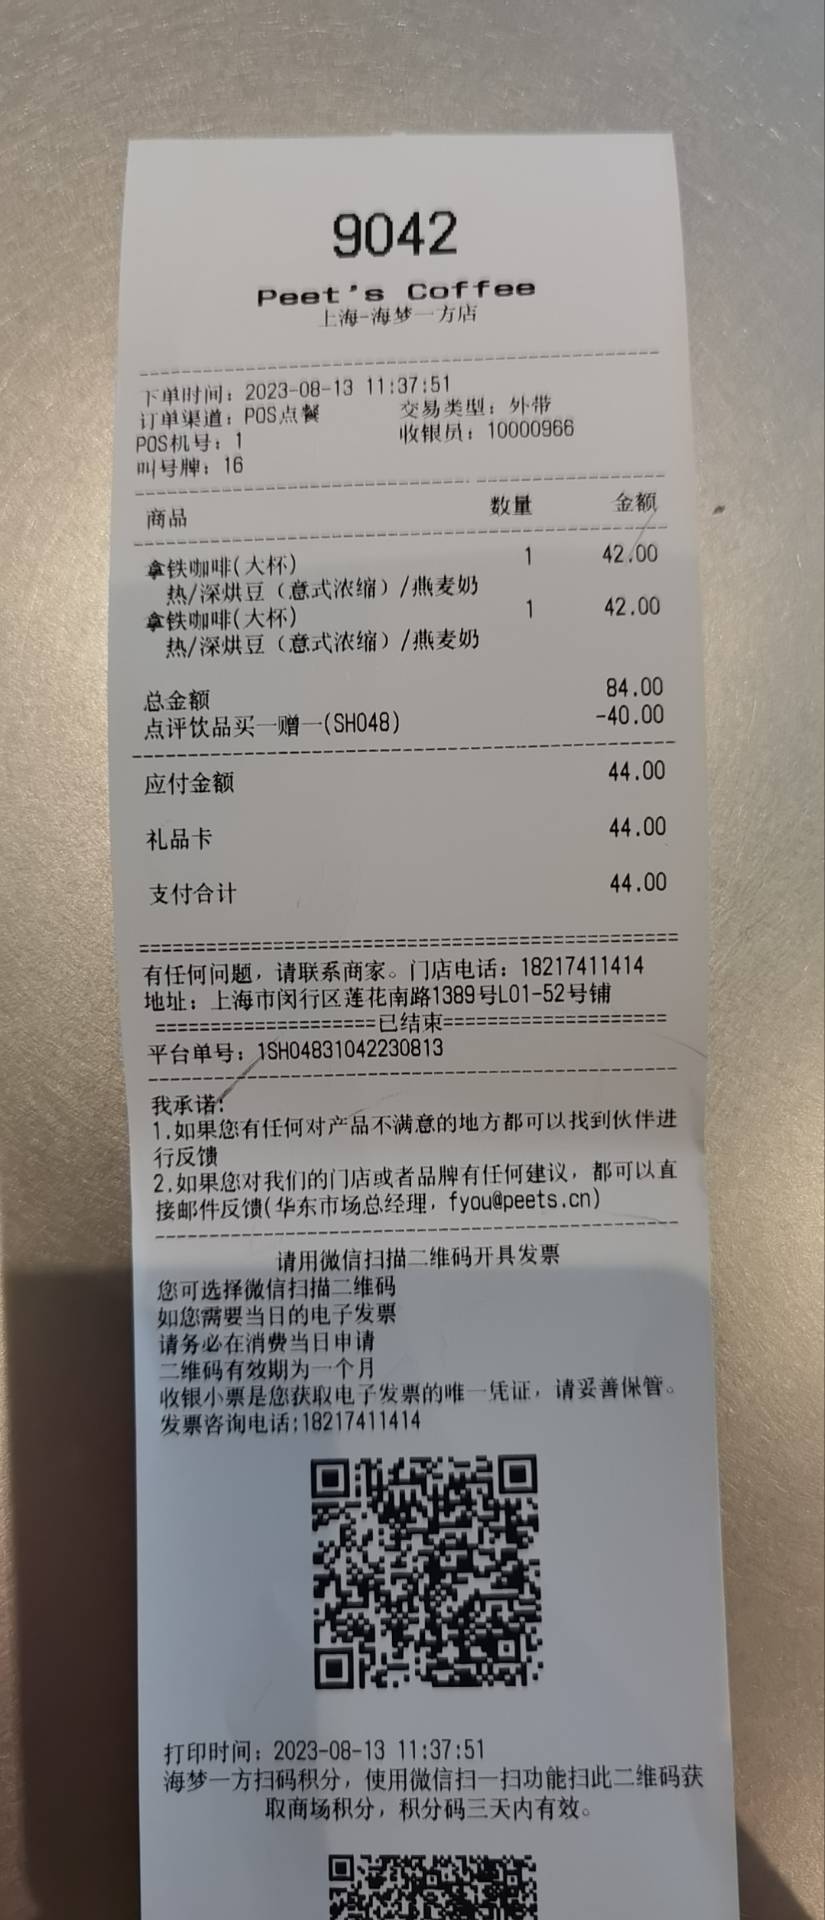 9042
Peet's Coffee
上海-海梦一方店
下单时间：2023-08-13 11:37:51
订单渠道：POS点餐 交易类型：外带
POS机号：1 收银员：10000966
叫号牌：16
商品 数量 金额
拿铁咖啡(大杯) 1 42.00
热/深烘豆（意式浓缩）/燕麦奶
拿铁咖啡(大杯) 1 42.00
热/深烘豆（意式浓缩）/燕麦奶
总金额 84.00
点评饮品买一赠一(SH048) -40.00
应付金额 44.00
礼品卡 44.00
支付合计 44.00
有任何问题，请联系商家。门店电话：18217411414
地址：上海市闵行区莲花南路1389号L01-52号铺
====================已结束====================
平台单号：1SH04831042230813
我承诺:
1.如果您有任何对产品不满意的地方都可以找到伙伴进
行反馈
2.如果您对我们的门店或者品牌有任何建议，都可以直
接邮件反馈(华东市场总经理，fyou@peets.cn)
请用微信扫描二维码开具发票
您可选择微信扫描二维码
如您需要当日的电子发票
请务必在消费当日申请
二维码有效期为一个月
收银小票是您获取电子发票的唯一凭证，请妥善保管。
发票咨询电话:18217411414
打印时间：2023-08-13 11:37:51
海梦一方扫码积分，使用微信扫一扫功能扫此二维码获
取商场积分，积分码三天内有效。